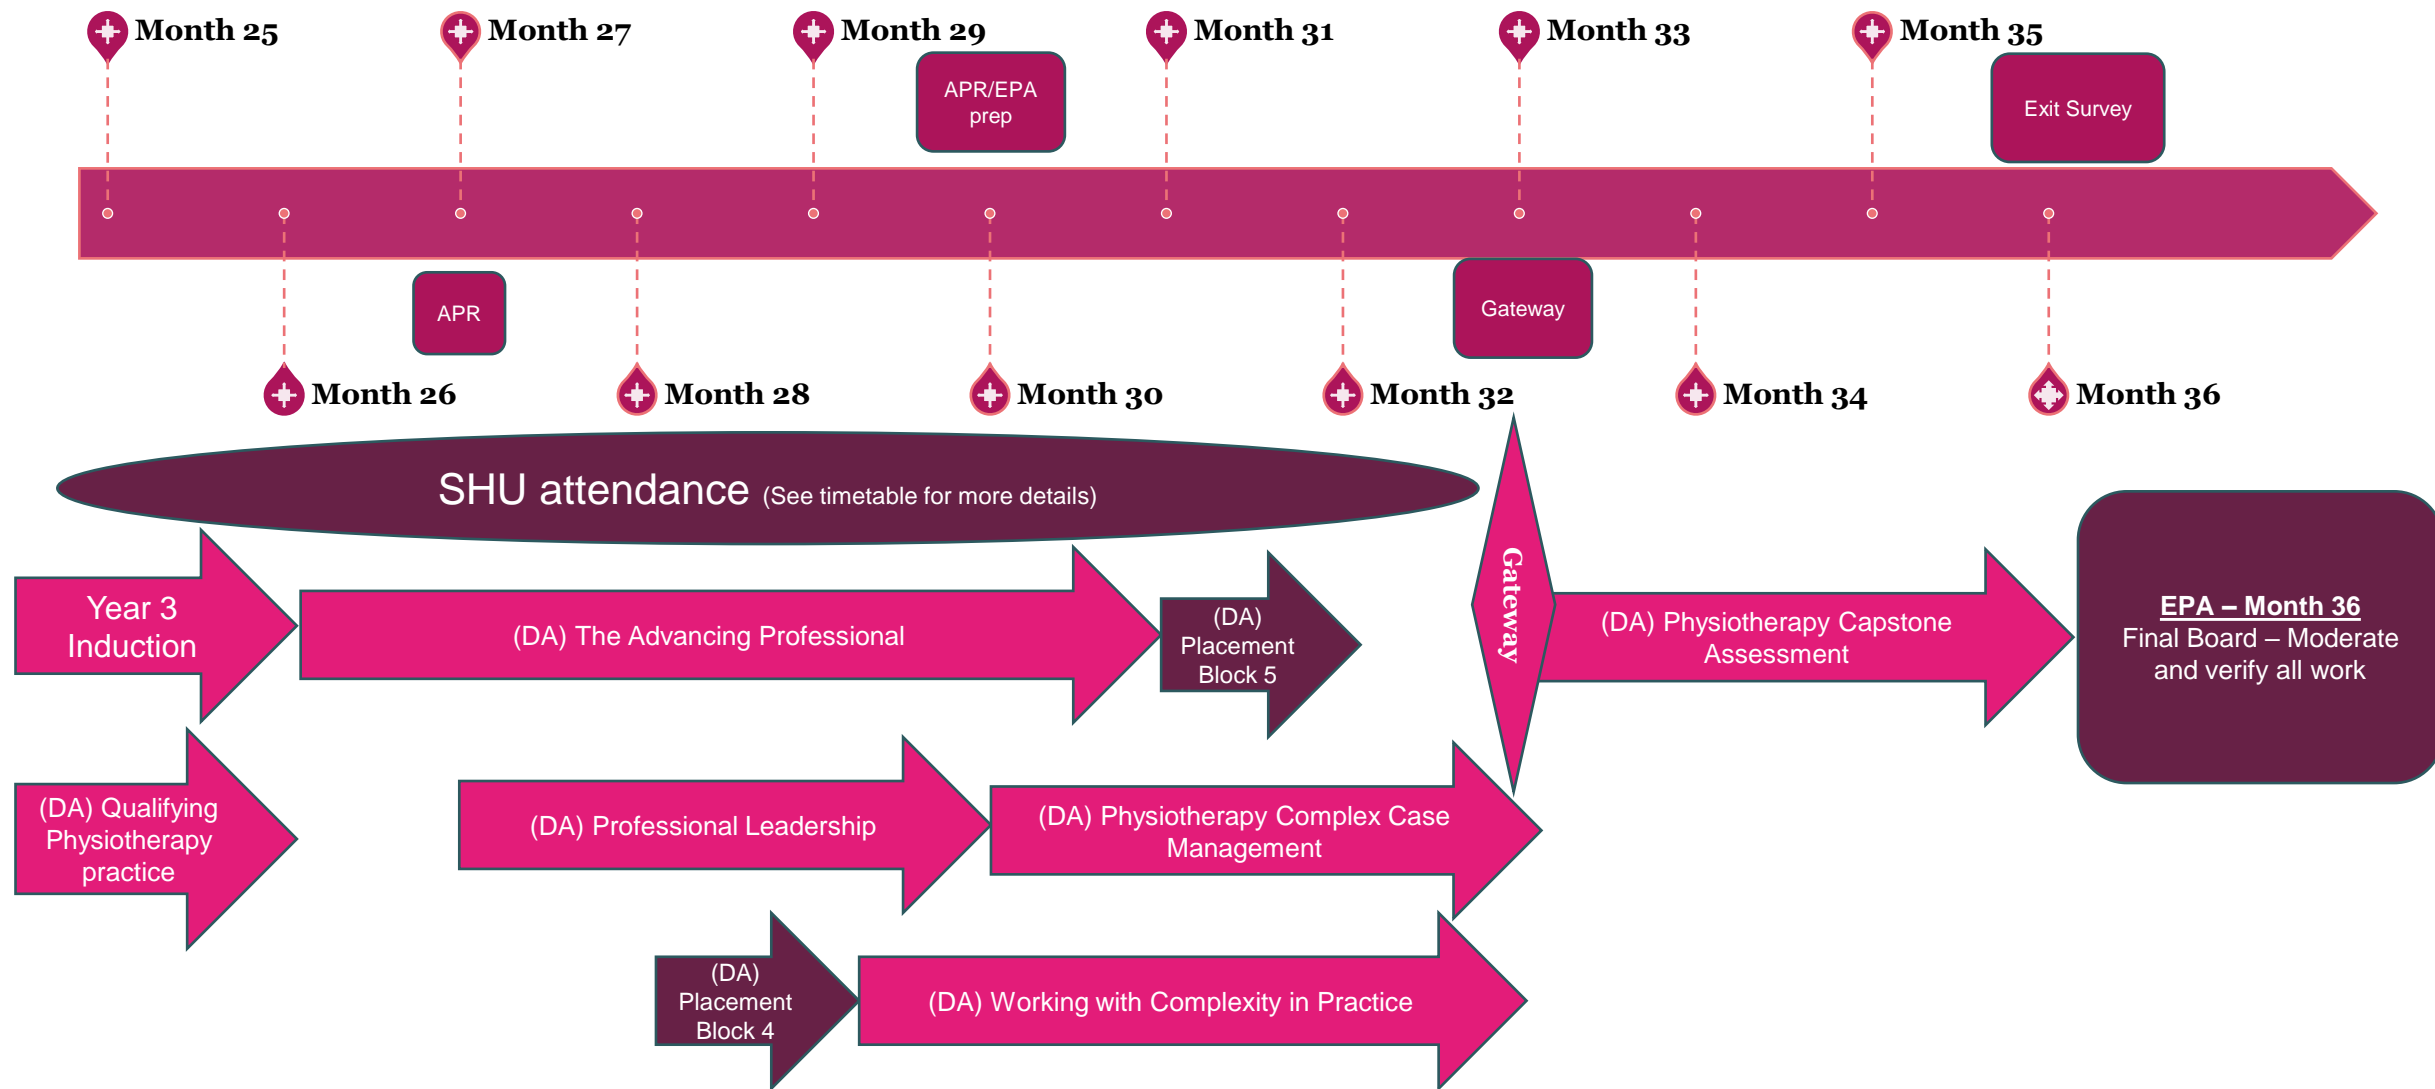 Month 25
Month 27
Month 29
Month 31
Month 33
Month 35
APR/EPA
prep
Exit Survey
APR
Gateway
Month 26
Month 28
Month 30
Month 32
Month 34
Month 36
SHU attendance (See timetable for more details)
Gateway
Year 3
Induction
(DA) The Advancing Professional
(DA)
Placement
Block 5
(DA) Physiotherapy Capstone
Assessment
EPA – Month 36
Final Board – Moderate
and verify all work
(DA) Qualifying
Physiotherapy
practice
(DA) Professional Leadership
(DA) Physiotherapy Complex Case
Management
(DA)
Placement
Block 4
(DA) Working with Complexity in Practice